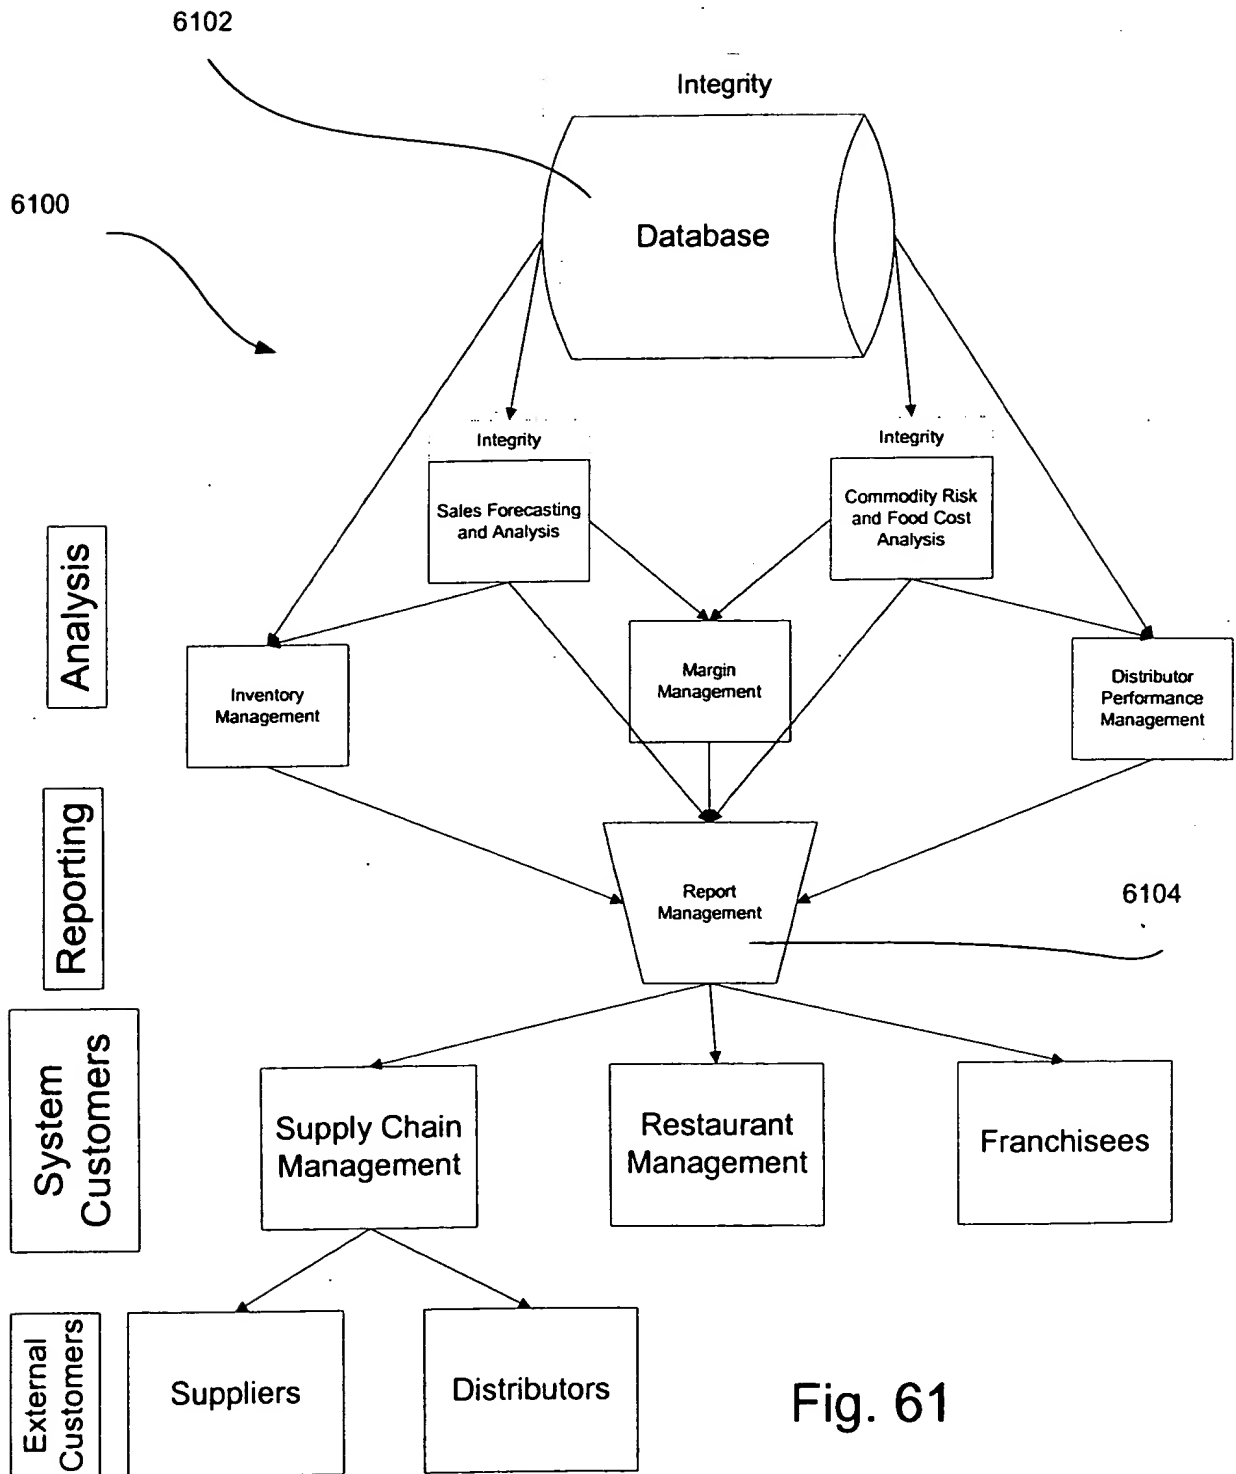 6102
Integrity
6100
Database
Integrity
Integrity
Sales Forecasting
and Analysis
Commodity Risk
and Food Cost
Analysis
Analysis
Inventory
Management
Margin
Management
Distributor
Performance
Management
Reporting
Report
Management
6104
System
Customers
Supply Chain
Management
Restaurant
Management
Franchisees
External
Customers
Suppliers
Distributors
Fig. 61